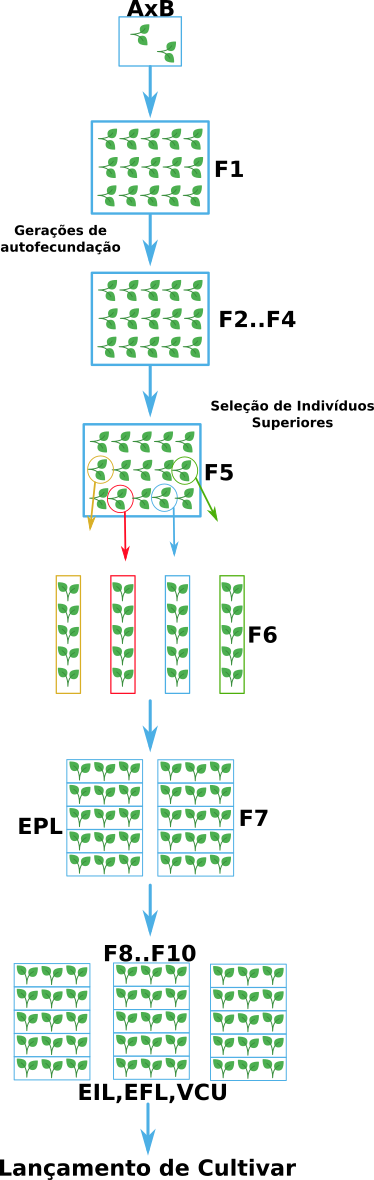 AxB
F1
Gerações de
autofecundação
F2..F4
Seleção de Indivíduos
Superiores
F5
F6
EPL
F7
F8..F10
EIL,EFL,VCU
Lançamento de Cultivar